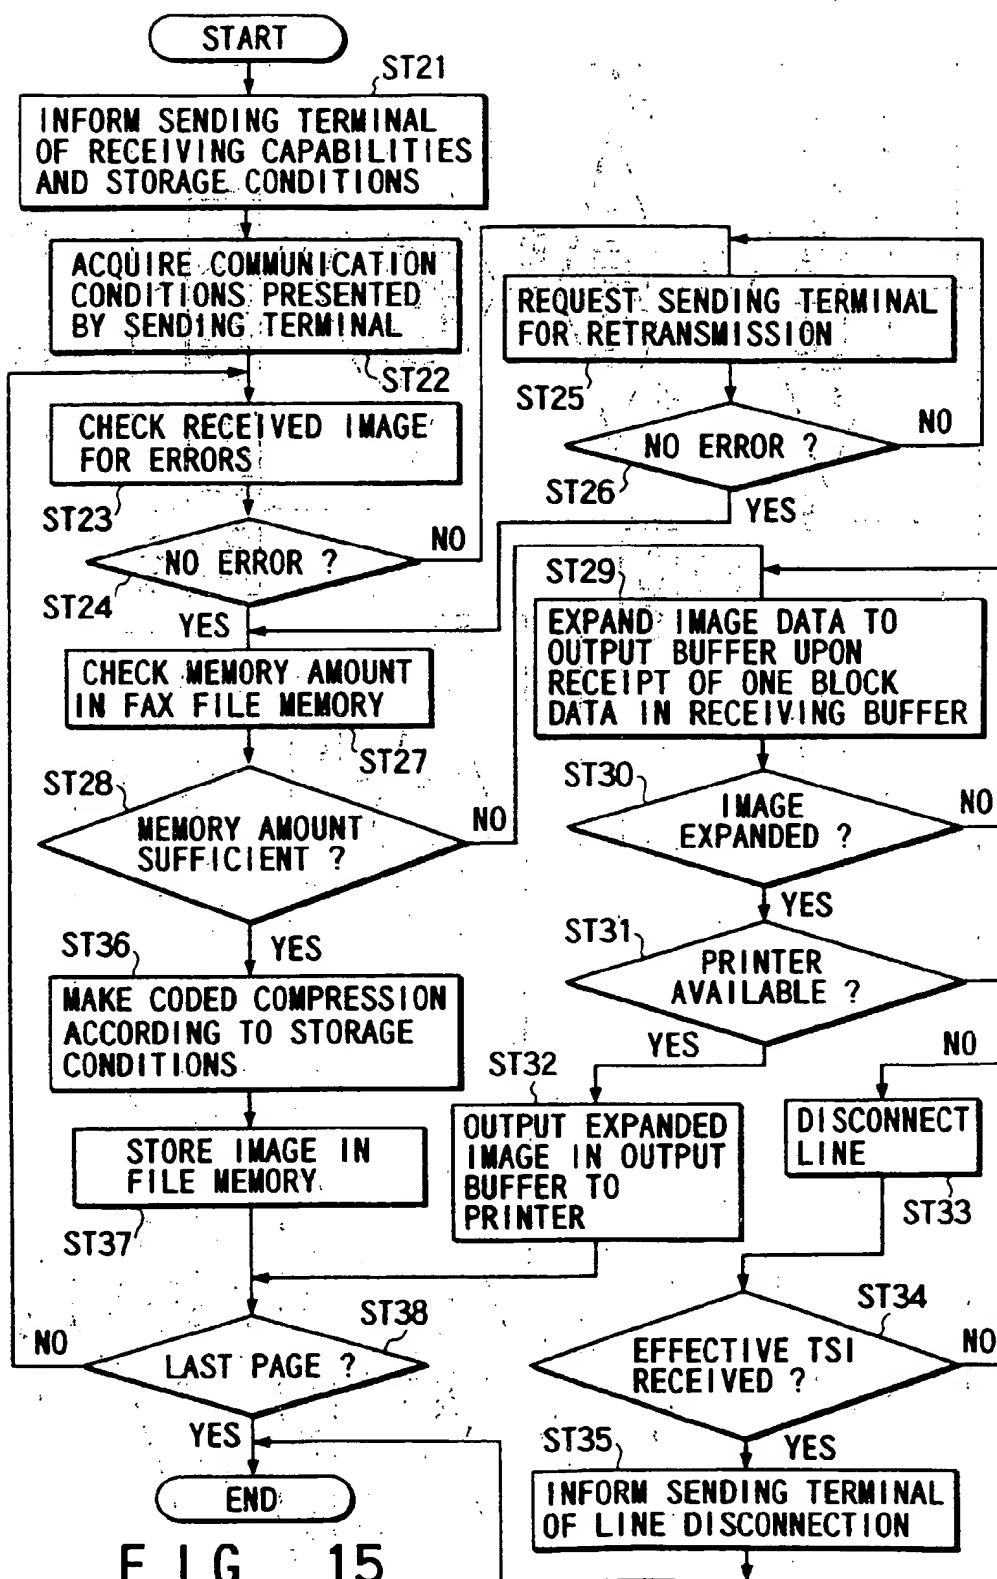 START
ST21
INFORM SENDING TERMINAL
OF RECEIVING CAPABILITIES
AND STORAGE CONDITIONS
ACQUIRE COMMUNICATION
CONDITIONS PRESENTED
BY SENDING TERMINAL
ST22
CHECK RECEIVED IMAGE
FOR ERRORS
ST23
NO ERROR ?
NO
ST24
YES
REQUEST SENDING TERMINAL
FOR RETRANSMISSION
ST25
NO ERROR ?
NO
ST26
YES
CHECK MEMORY AMOUNT
IN FAX FILE MEMORY
ST27
ST28
MEMORY AMOUNT
SUFFICIENT ?
NO
YES
ST29
EXPAND IMAGE DATA TO
OUTPUT BUFFER UPON
RECEIPT OF ONE BLOCK
DATA IN RECEIVING BUFFER
ST30
IMAGE
EXPANDED ?
NO
YES
ST31
PRINTER
AVAILABLE ?
YES
NO
ST32
OUTPUT EXPANDED
IMAGE IN OUTPUT
BUFFER TO
PRINTER
DISCONNECT
LINE
ST33
ST34
EFFECTIVE TSI
RECEIVED ?
NO
YES
ST35
INFORM SENDING TERMINAL
OF LINE DISCONNECTION
ST36
MAKE CODED COMPRESSION
ACCORDING TO STORAGE
CONDITIONS
STORE IMAGE IN
FILE MEMORY
ST37
ST38
LAST PAGE ?
NO
YES
END
FIG 15